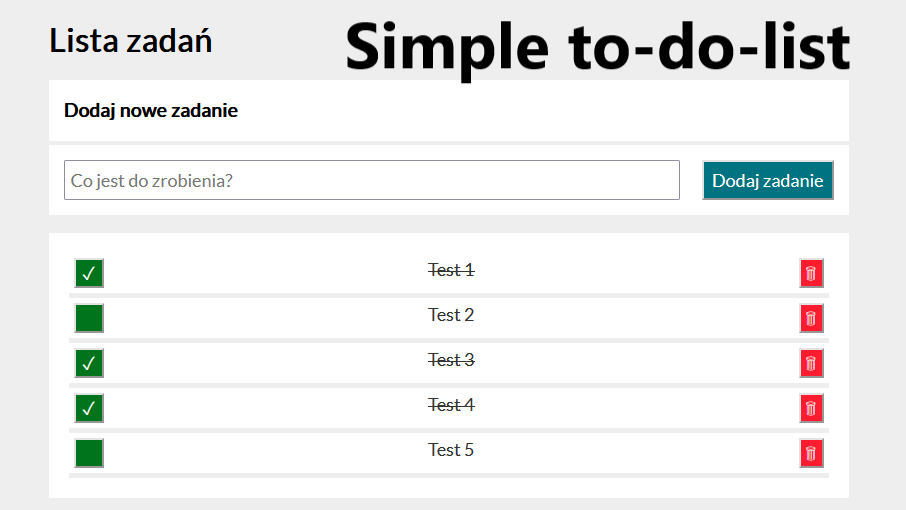 Lista zadań
Simple to-do-list
Dodaj nowe zadanie
Co jest do zrobienia?
Dodaj zadanie
✓ Test 1
Test 2
✓ Test 3
✓ Test 4
Test 5